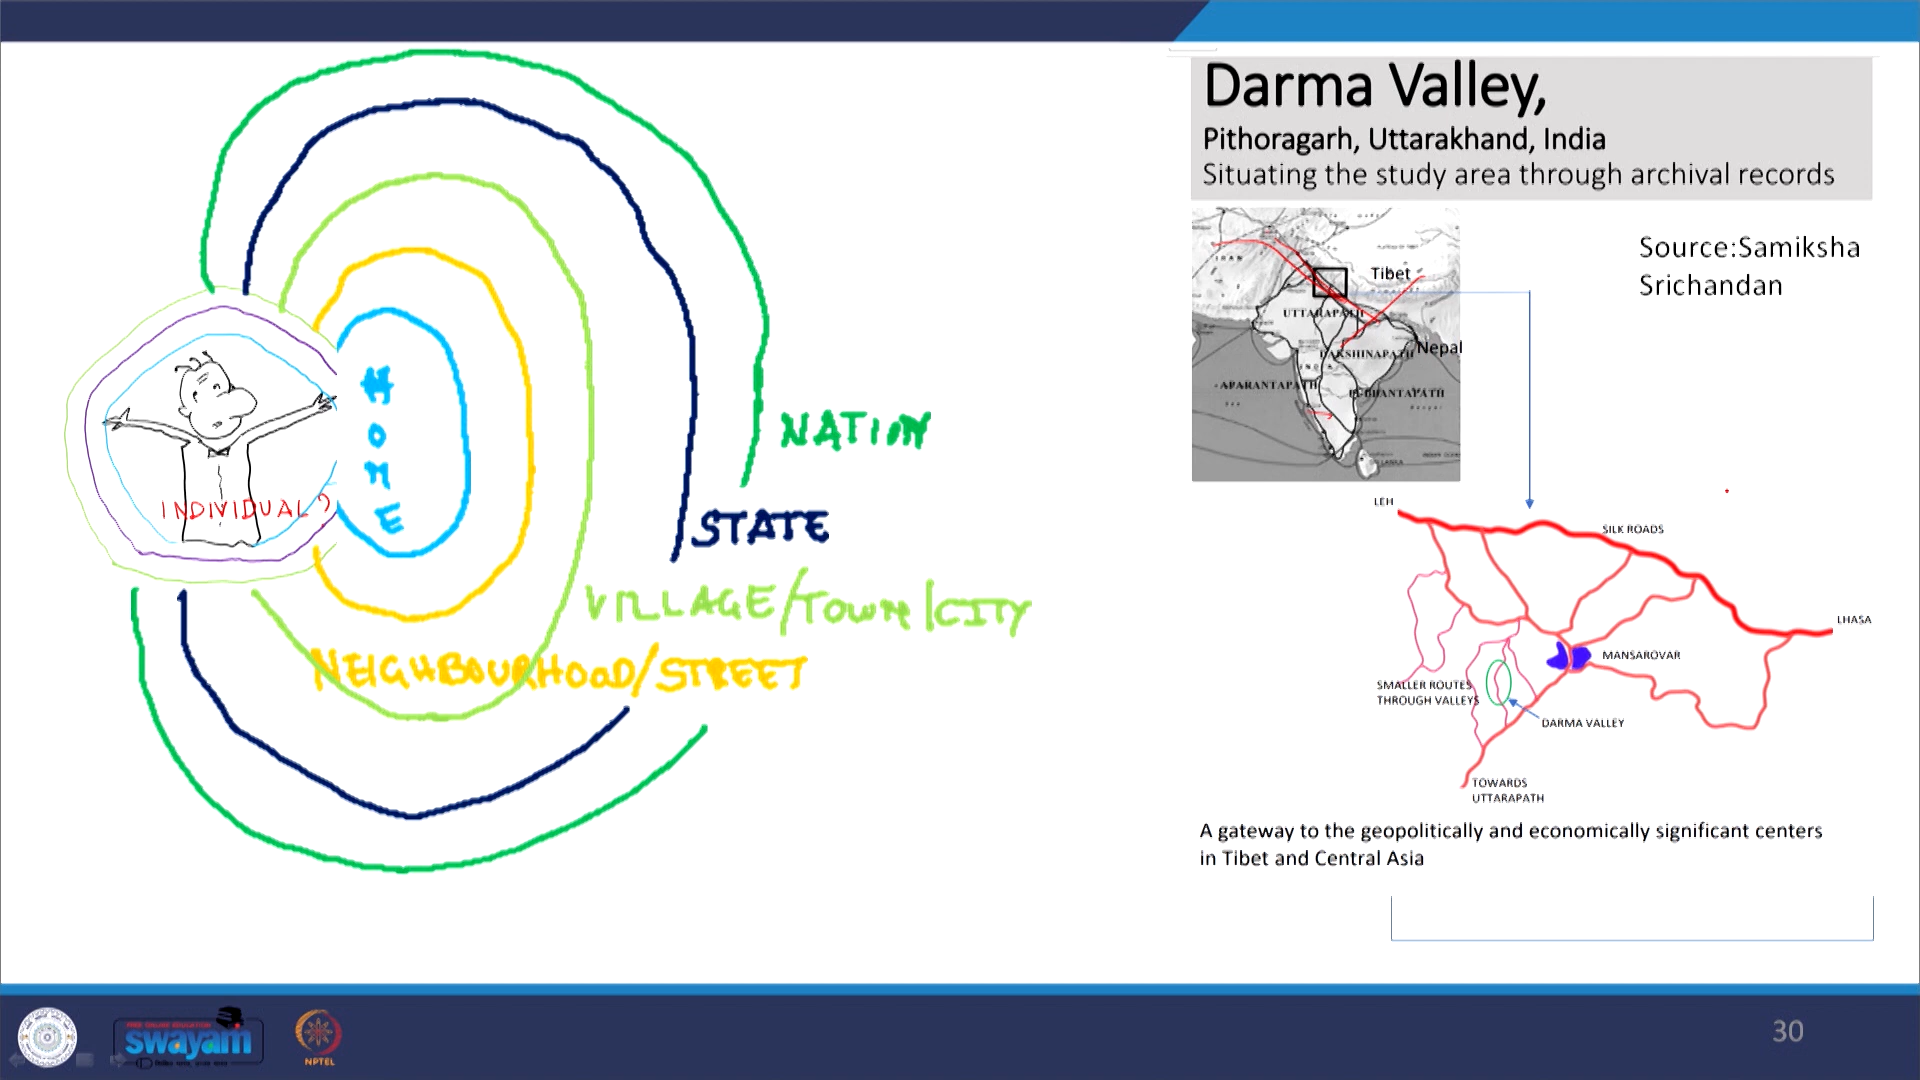 Darma Valley,
Pithoragarh, Uttarakhand, India
Situating the study area through archival records
Source:Samiksha
Srichandan
IRAN
Tibet
UTTARAPATH
Nepal
DAKSHINAPATH
APARANTAPATH
INDIVIDUAL
HOME
NATION
STATE
VILLAGE/TOWN/CITY
NEIGHBOURHOOD/STREET
LEH
SILK ROADS
LHASA
MANSAROVAR
SMALLER ROUTES
THROUGH VALLEYS
DARMA VALLEY
TOWARDS
UTTARAPATH
A gateway to the geopolitically and economically significant centers
in Tibet and Central Asia
swayam
NPTEL
30